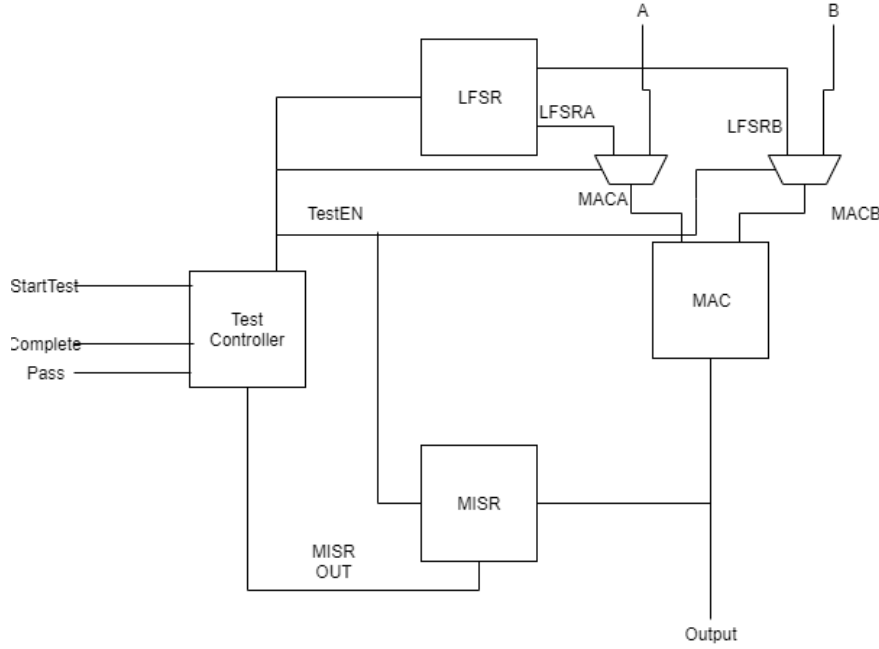 A
B
LFSR
LFSRA
LFSRB
MACA
TestEN
MACB
StartTest
MAC
Test
Controller
Complete
Pass
MISR
MISR
OUT
Output